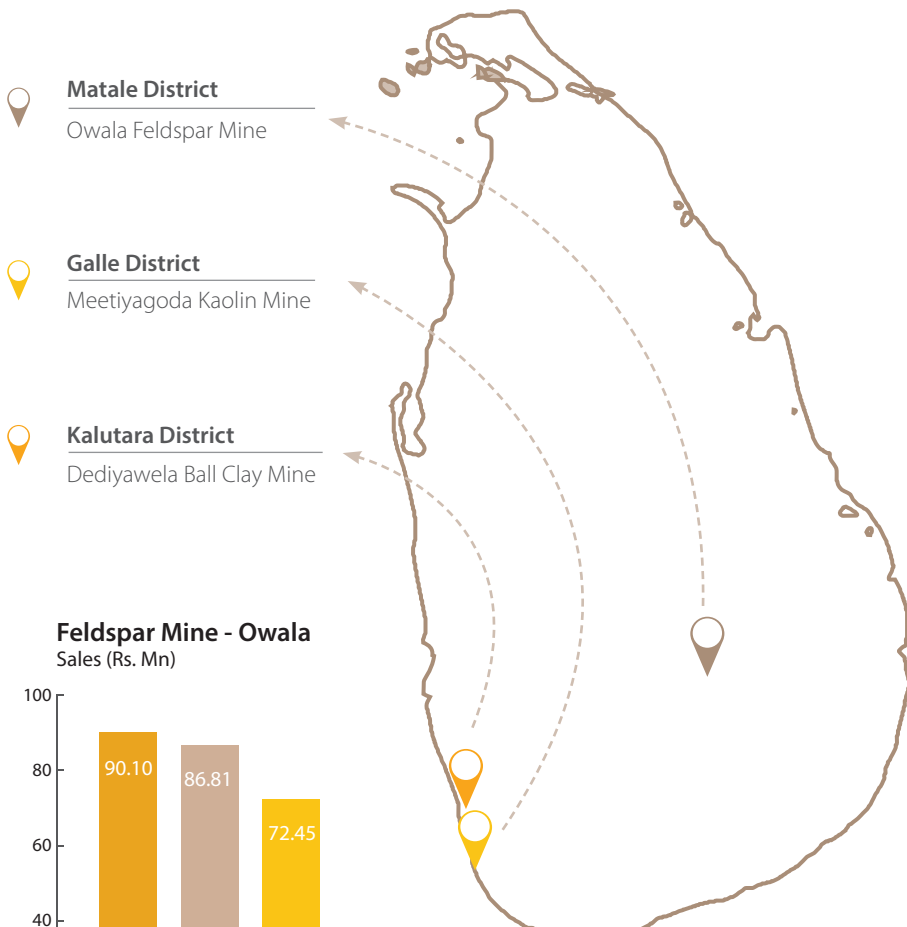 Matale District
Owala Feldspar Mine
Galle District
Meetiyagoda Kaolin Mine
Kalutara District
Dediyawela Ball Clay Mine
Feldspar Mine - Owala
Sales (Rs. Mn)
100
80
60
40
90.10
86.81
72.45